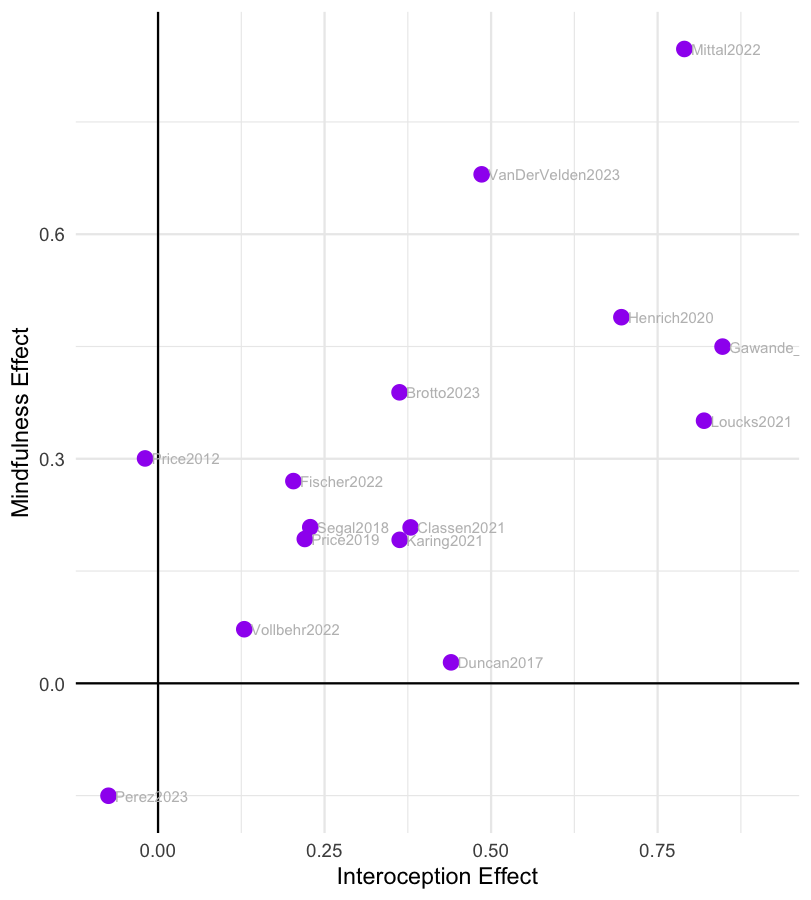 Mittal2022
VanDerVelden2023
0.6
Henrich2020
Gawande_
Brotto2023
Loucks2021
0.3
Price2012
Fischer2022
Segal2018
Classen2021
Price2019
Karing2021
Vollbehr2022
Duncan2017
0.0
Perez2023
0.00
0.25
0.50
0.75
Interoception Effect
Mindfulness Effect